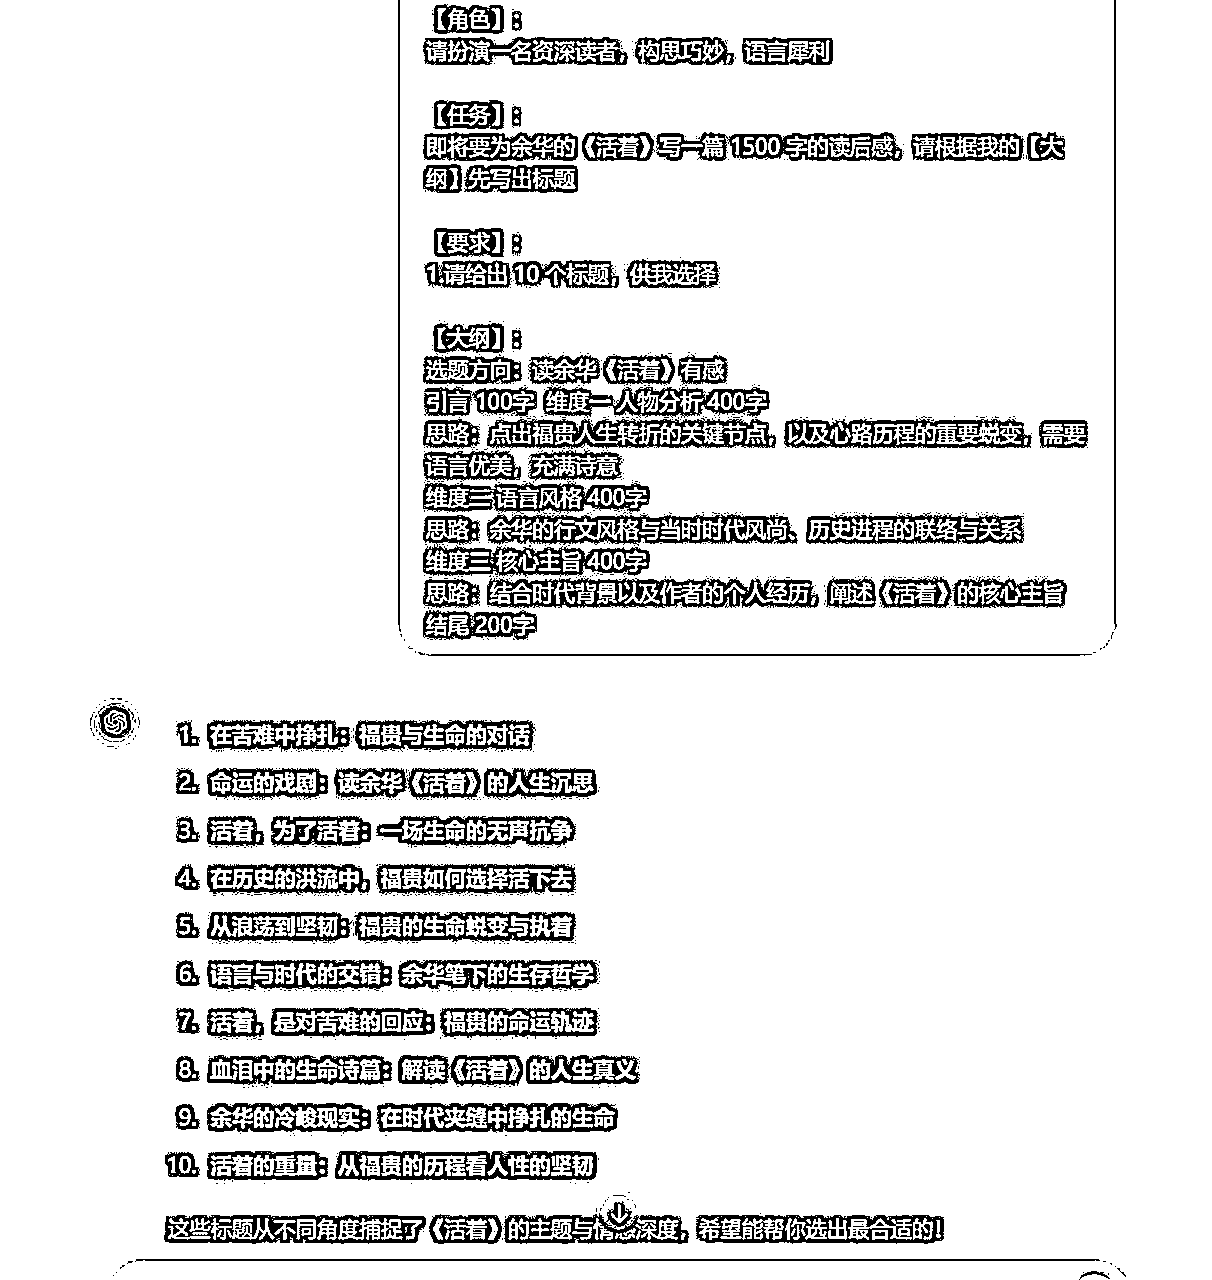 【角色】：
请扮演一名资深读者，构思巧妙，语言犀利
【任务】：
即将要为余华的《活着》写一篇 1500 字的读后感，请根据我的【大
纲】先写出标题
【要求】：
1.请给出 10 个标题，供我选择
【大纲】：
选题方向：读余华《活着》有感
引言 100字 维度一 人物分析 400字
思路：点出福贵人生转折的关键节点，以及心路历程的重要蜕变，需要
语言优美，充满诗意
维度二 语言风格 400字
思路：余华的行文风格与当时时代风尚、历史进程的联络与关系
维度三 核心主旨 400字
思路：结合时代背景以及作者的个人经历，阐述《活着》的核心主旨
结尾 200字
1. 在苦难中挣扎：福贵与生命的对话
2. 命运的戏剧：读余华《活着》的人生沉思
3. 活着，为了活着：一场生命的无声抗争
4. 在历史的洪流中，福贵如何选择活下去
5. 从浪荡到坚韧：福贵的生命蜕变与执着
6. 语言与时代的交错：余华笔下的生存哲学
7. 活着，是对苦难的回应：福贵的命运轨迹
8. 血泪中的生命诗篇：解读《活着》的人生真义
9. 余华的冷峻现实：在时代夹缝中挣扎的生命
10. 活着的重量：从福贵的历程看人性的坚韧
这些标题从不同角度捕捉了《活着》的主题与情感深度，希望能帮你选出最合适的！